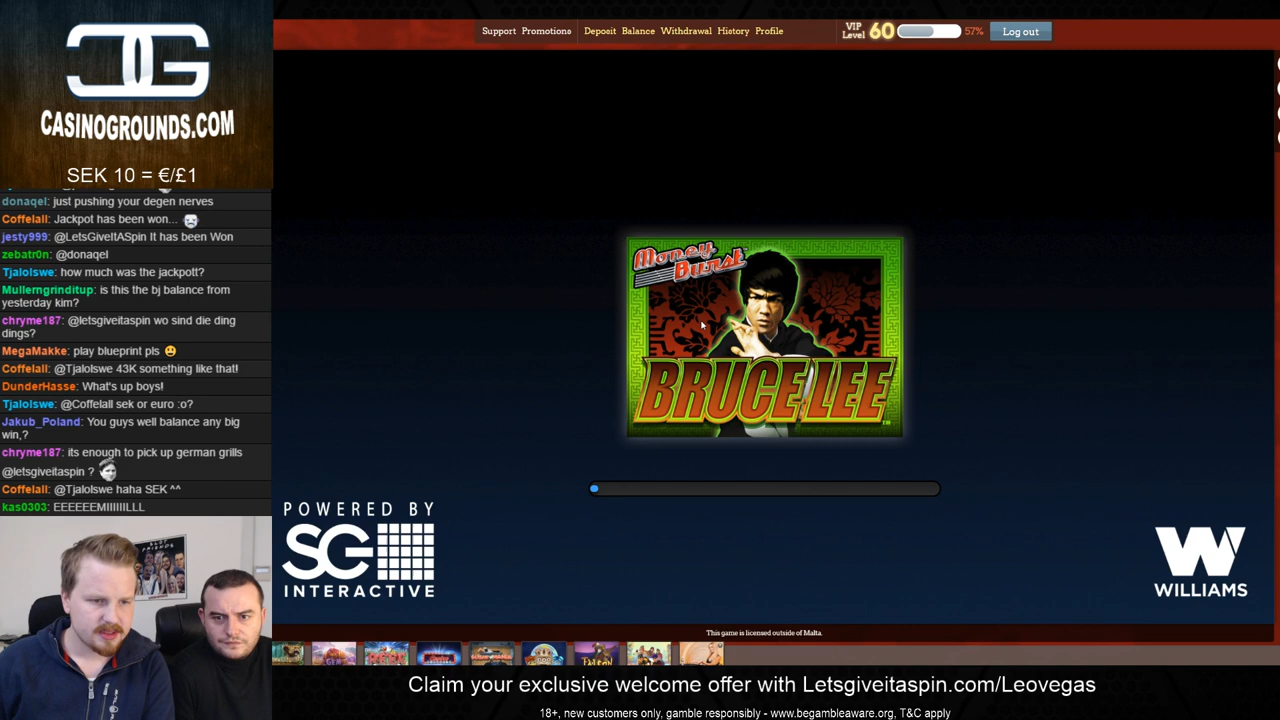 CASINOGROUNDS.COM
SEK 10 = €/£1
donaqel: just pushing your degen nerves
Coffelall: Jackpot has been won...
jesty999: @LetsGiveItASpin It has been Won
zebatr0n: @donaqel
Tjalolswe: how much was the jackpott?
Mullerngrinditup: is this the bj balance from
yesterday kim?
chryme187: @letsgiveitaspin wo sind die ding
dings?
MegaMakke: play blueprint pls
Coffelall: @Tjalolswe 43K something like that!
DunderHasse: What's up boys!
Tjalolswe: @Coffelall sek or euro :o?
Jakub_Poland: You guys well balance any big
win,?
chryme187: its enough to pick up german grills
@letsgiveitaspin ?
Coffelall: @Tjalolswe haha SEK ^^
kas0303: EEEEEEMIIIIIILLL
Support Promotions Deposit Balance Withdrawal History Profile
VIP
Level 60 57% Log out
Money
Burst
BRUCE LEE
POWERED BY
SG
INTERACTIVE
W
WILLIAMS
This game is licensed outside of Malta.
Claim your exclusive welcome offer with Letsgiveitaspin.com/Leovegas
18+, new customers only, gamble responsibly - www.begambleaware.org, T&C apply